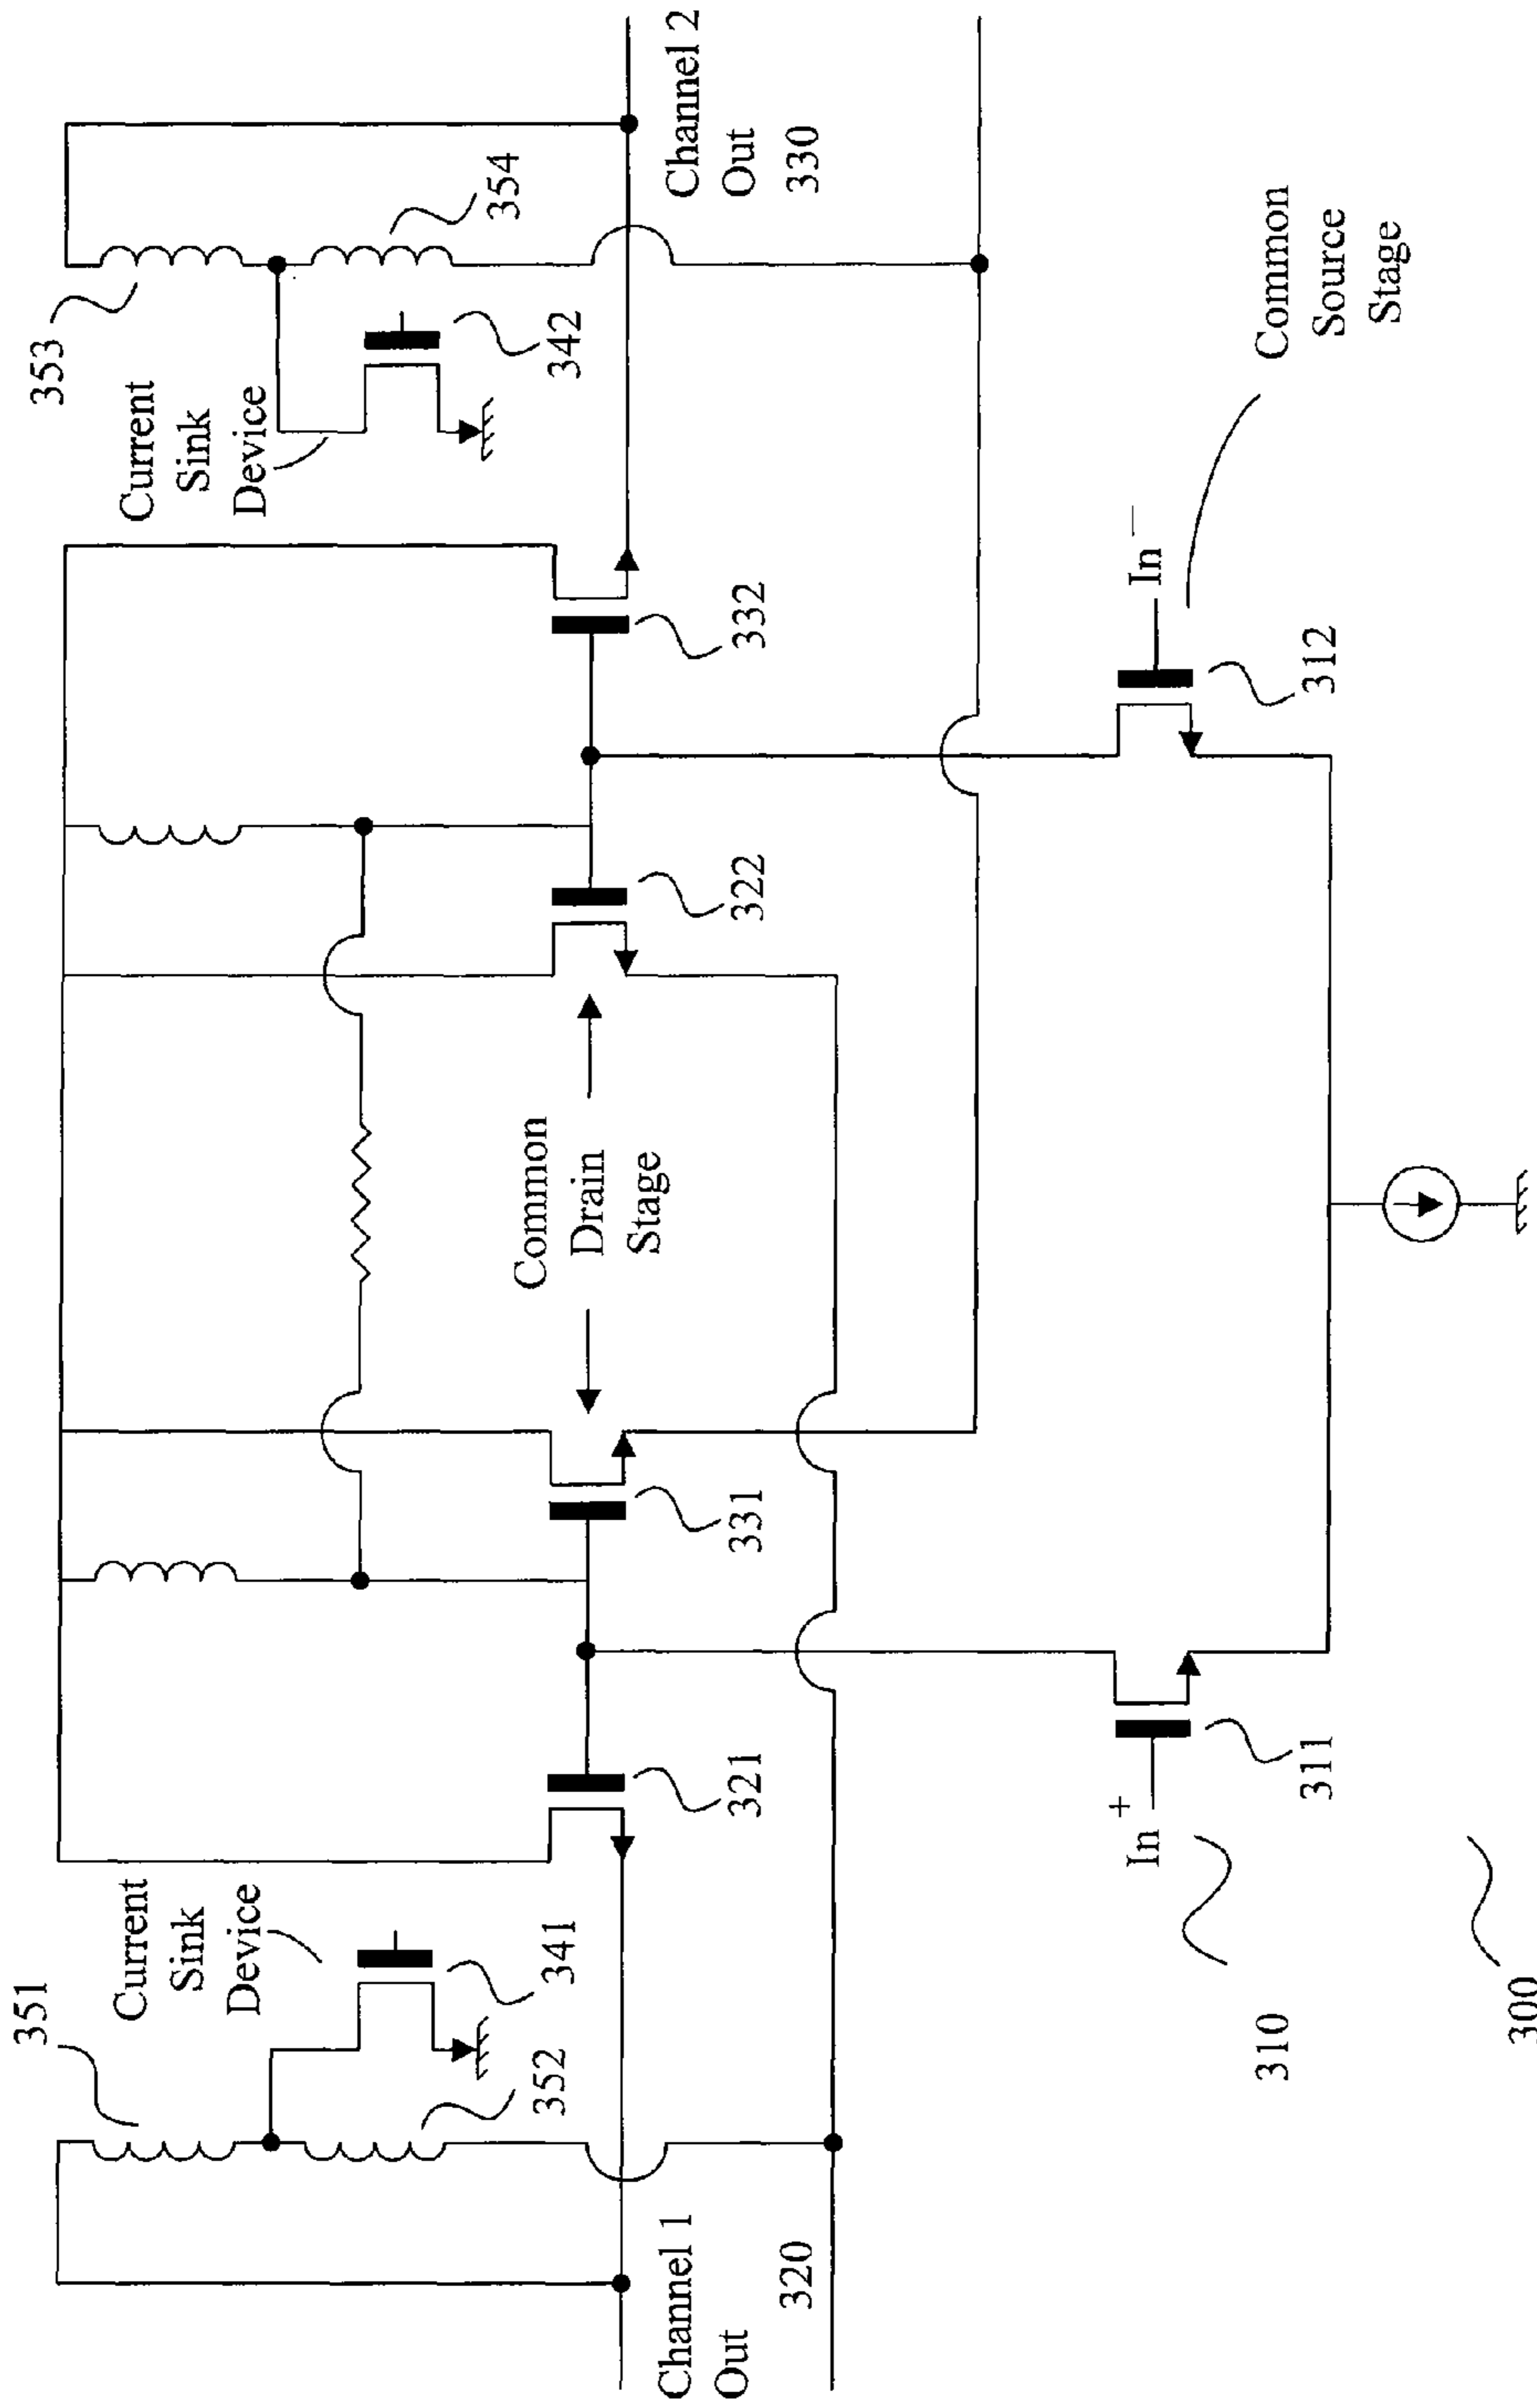 351
Current
Sink
Device
341
352
Channel 1
Out
320
321
331
Common
Drain
Stage
322
332
353
Current
Sink
Device
342
354
Channel 2
Out
330
In+
311
310
300
In−
312
Common
Source
Stage